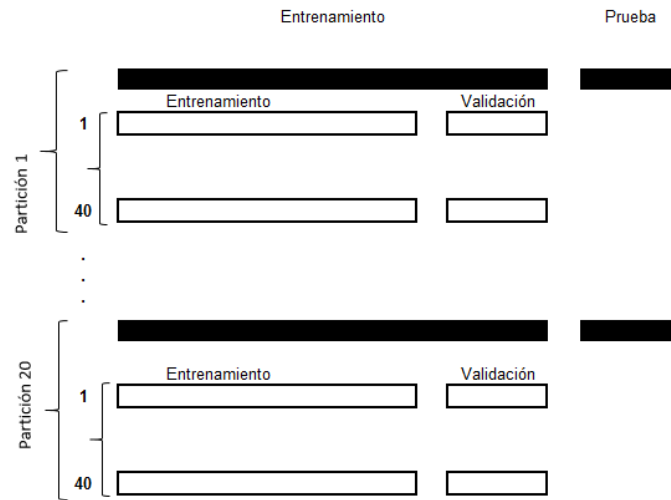 Entrenamiento Prueba
Partición 1
Entrenamiento Validación
1
40
.
.
.
Partición 20
Entrenamiento Validación
1
40